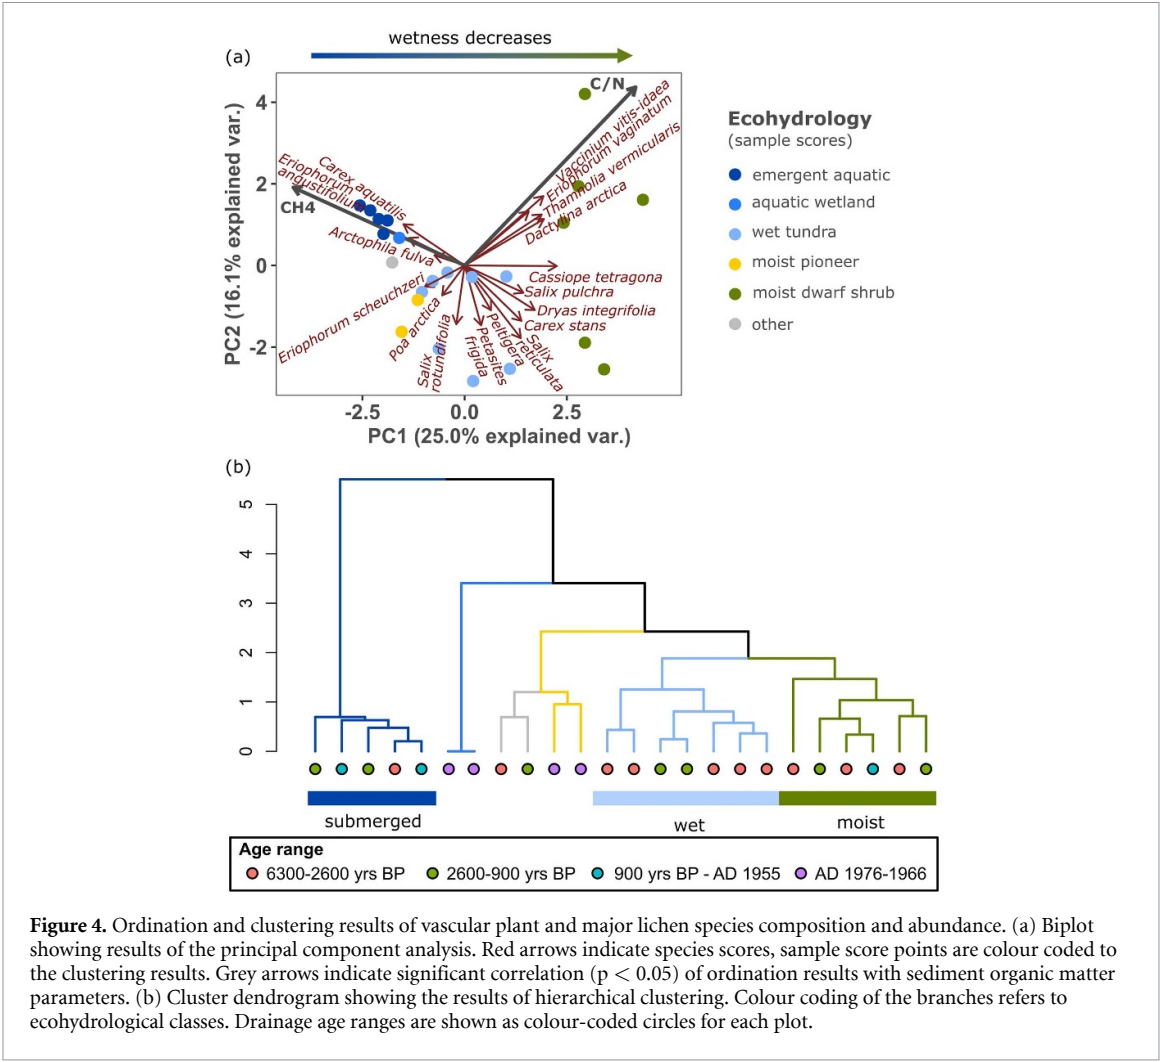 (a)
wetness decreases
PC2 (16.1% explained var.)
4
2
0
-2
C/N
CH4
Vaccinium vitis-idaea
Eriophorum vaginatum
Thamnolia vermicularis
Dactylina arctica
Carex aquatilis
Eriophorum
angustifolium
Arctophila fulva
Eriophorum scheuchzeri
Poa arctica
Salix
rotundifolia
Petasites
frigida
Peltigera
Salix
reticulata
Cassiope tetragona
Salix pulchra
Dryas integrifolia
Carex stans
-2.5
0.0
2.5
PC1 (25.0% explained var.)
Ecohydrology
(sample scores)
emergent aquatic
aquatic wetland
wet tundra
moist pioneer
moist dwarf shrub
other
(b)
5
4
3
2
1
0
submerged
wet
moist
Age range
6300-2600 yrs BP
2600-900 yrs BP
900 yrs BP - AD 1955
AD 1976-1966
Figure 4. Ordination and clustering results of vascular plant and major lichen species composition and abundance. (a) Biplot
showing results of the principal component analysis. Red arrows indicate species scores, sample score points are colour coded to
the clustering results. Grey arrows indicate significant correlation (p < 0.05) of ordination results with sediment organic matter
parameters. (b) Cluster dendrogram showing the results of hierarchical clustering. Colour coding of the branches refers to
ecohydrological classes. Drainage age ranges are shown as colour-coded circles for each plot.